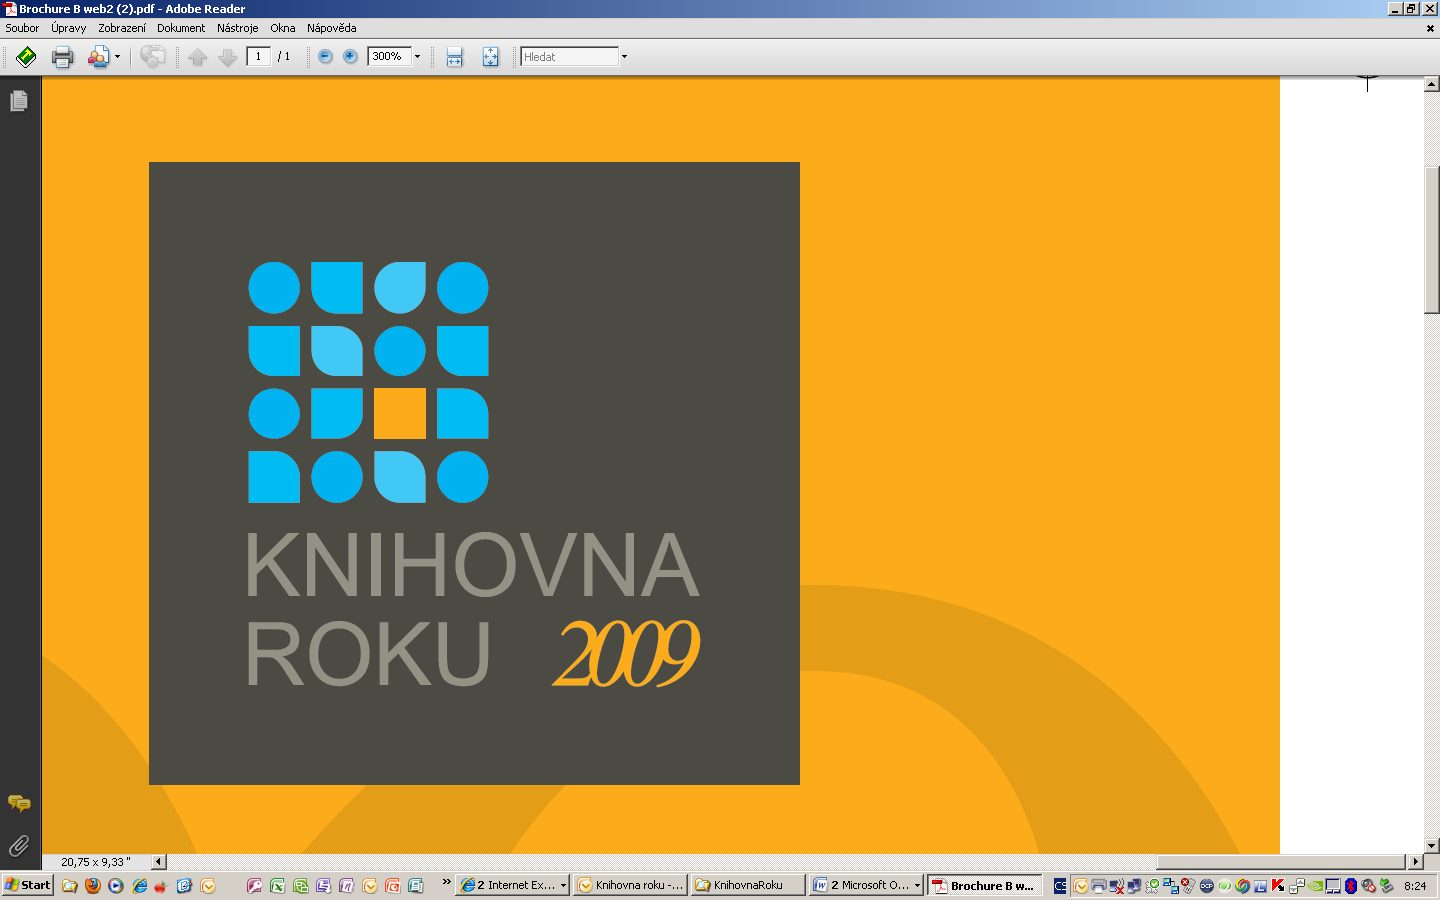 Brochure B web2 (2).pdf - Adobe Reader
Soubor Úpravy Zobrazení Dokument Nástroje Okna Nápověda
1 / 1 300% Hledat
KNIHOVNA
ROKU 2009
20,75 x 9,33 "
Start 2 Internet Ex... Knihovna roku -... KnihovnaRoku 2 Microsoft O... Brochure B w... CS 8:24